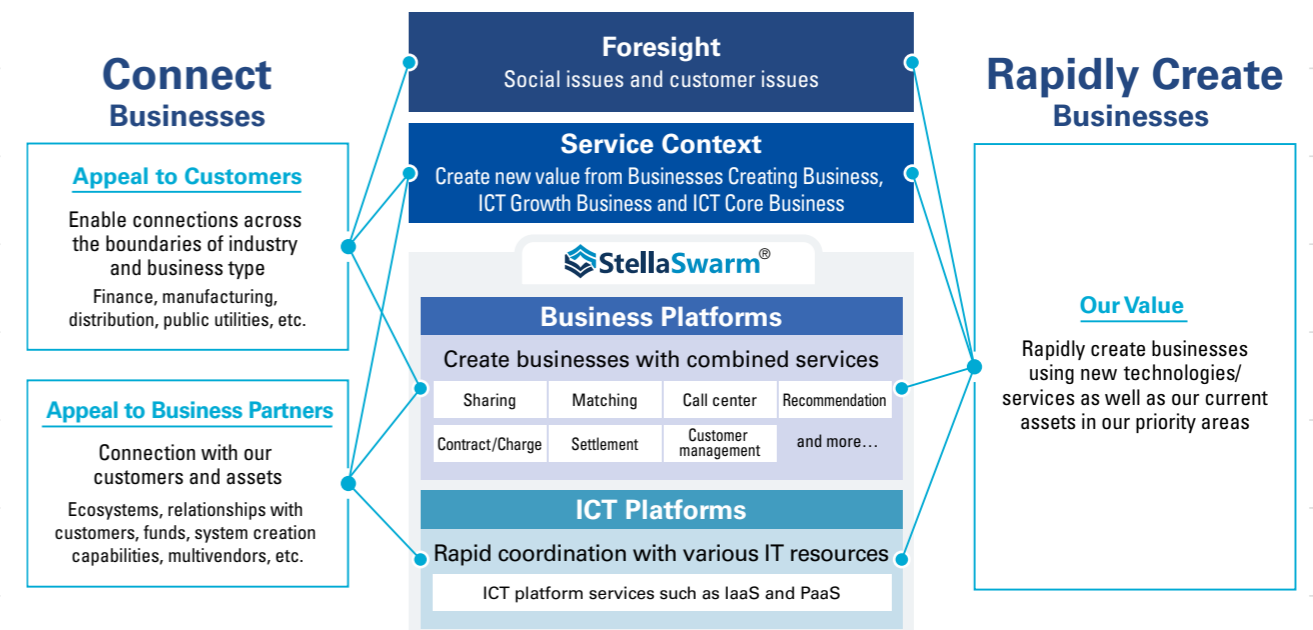 Connect
Businesses
Appeal to Customers
Enable connections across
the boundaries of industry
and business type
Finance, manufacturing,
distribution, public utilities, etc.
Appeal to Business Partners
Connection with our
customers and assets
Ecosystems, relationships with
customers, funds, system creation
capabilities, multivendors, etc.
Foresight
Social issues and customer issues
Service Context
Create new value from Businesses Creating Business,
ICT Growth Business and ICT Core Business
StellaSwarm®
Business Platforms
Create businesses with combined services
Sharing
Matching
Call center
Recommendation
Contract/Charge
Settlement
Customer
management
and more…
ICT Platforms
Rapid coordination with various IT resources
ICT platform services such as IaaS and PaaS
Rapidly Create
Businesses
Our Value
Rapidly create businesses
using new technologies/
services as well as our current
assets in our priority areas